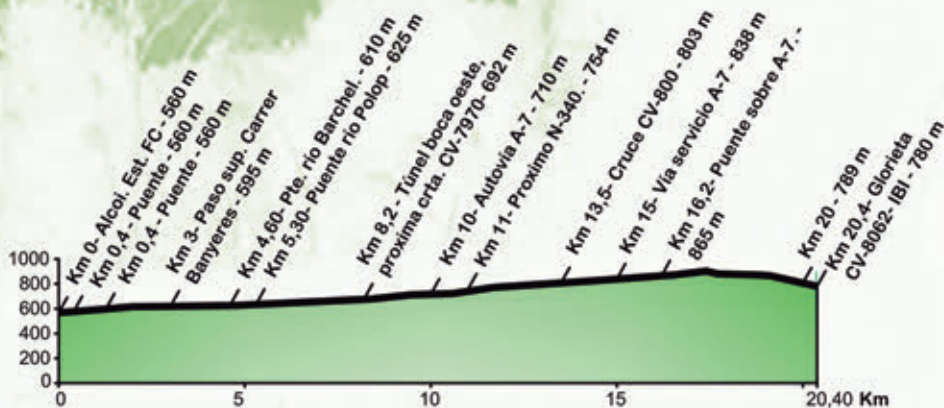 Km 0- Alcoi. Est. FC - 560 m
Km 0,4 - Puente - 560 m
Km 0,4 - Puente - 560 m
Km 3- Paso sup. Carrer
Banyeres - 595 m
Km 4,60- Pte. río Barchel. - 610 m
Km 5,30- Puente río Polop - 625 m
Km 8,2 - Túnel boca oeste,
proxima crta. CV-7970- 692 m
Km 10- Autovia A-7 - 710 m
Km 11- Proximo N-340. - 754 m
Km 13,5- Cruce CV-800 - 803 m
Km 15- Vía servicio A-7 - 838 m
Km 16,2- Puente sobre A-7. -
865 m
Km 20 - 789 m
Km 20,4- Glorieta
CV-8062- IBI - 780 m
1000
800
600
400
200
0
0 5 10 15 20,40 Km